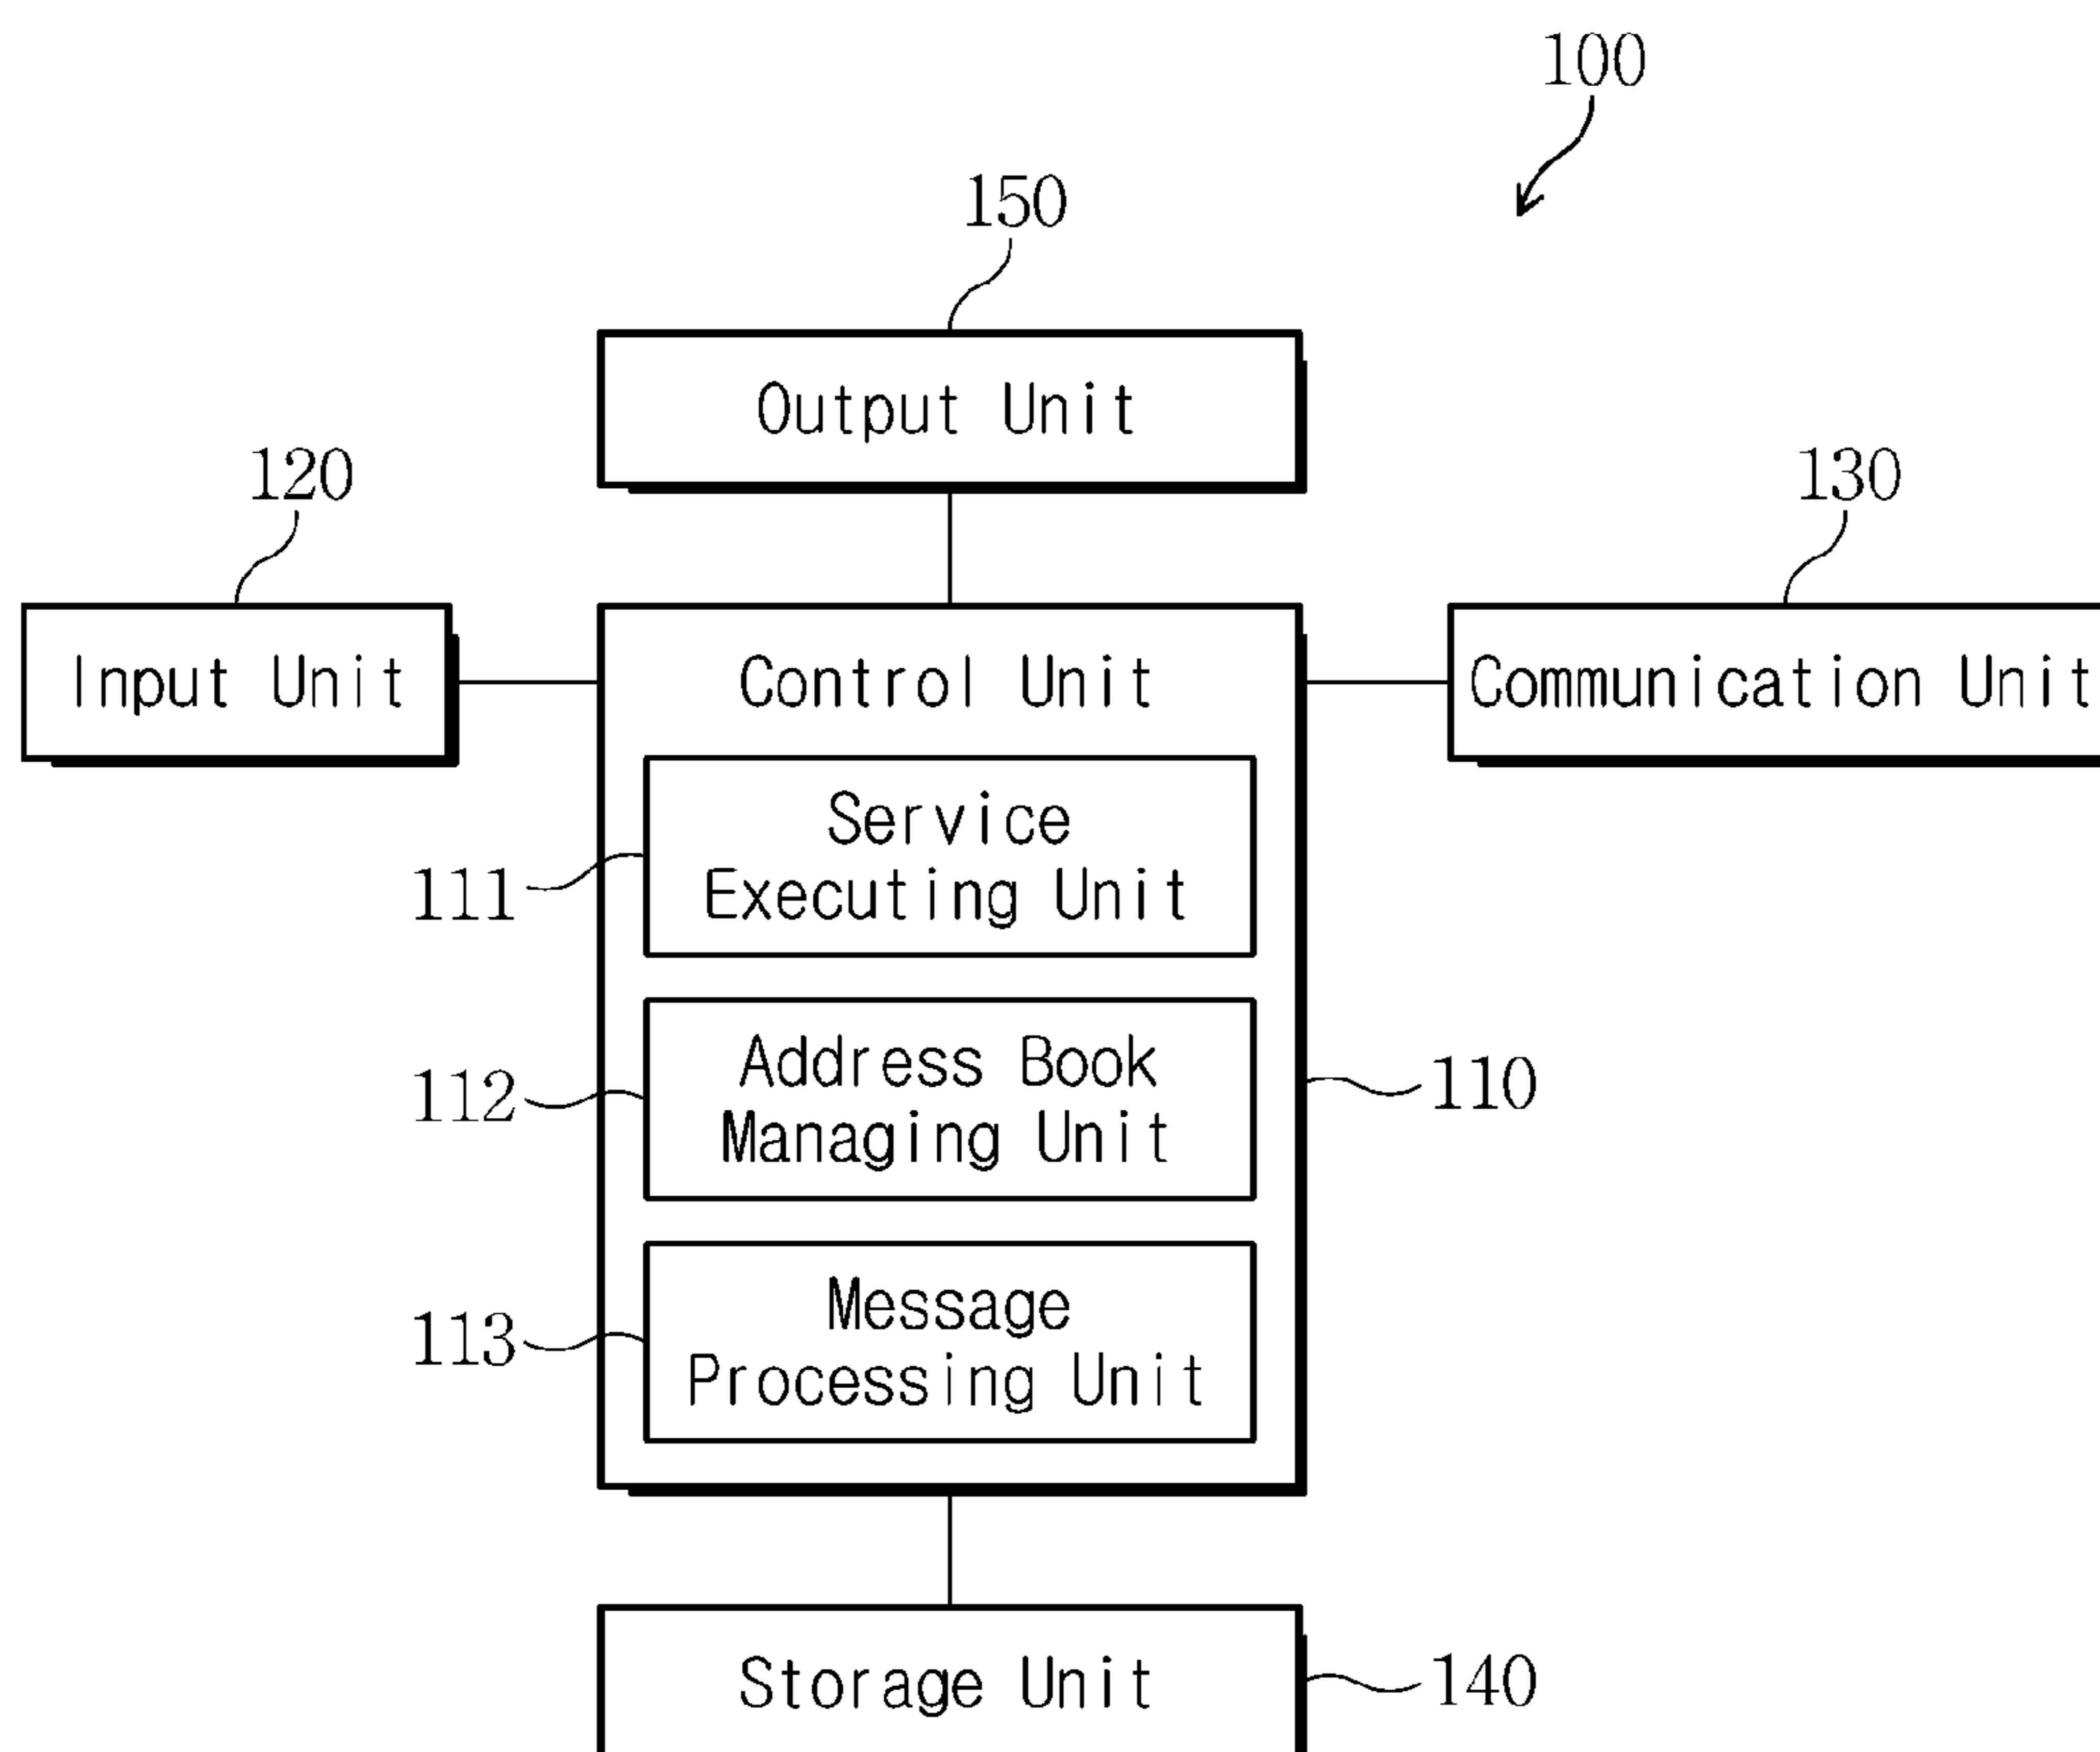 100
150
Output Unit
120
130
Input Unit
Control Unit
Communication Unit
Service
Executing Unit
111
Address Book
Managing Unit
112
110
Message
Processing Unit
113
Storage Unit
140